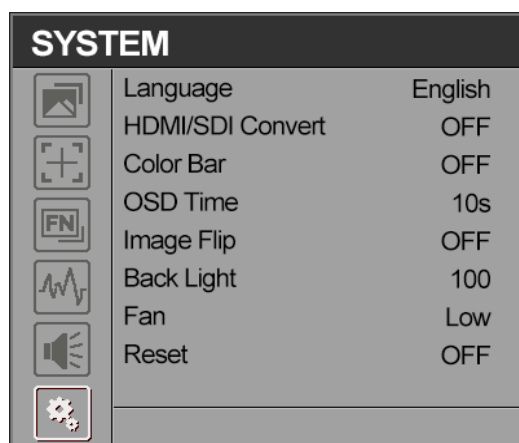 SYSTEM
Language English
HDMI/SDI Convert OFF
Color Bar OFF
OSD Time 10s
FN
Image Flip OFF
Back Light 100
Fan Low
Reset OFF